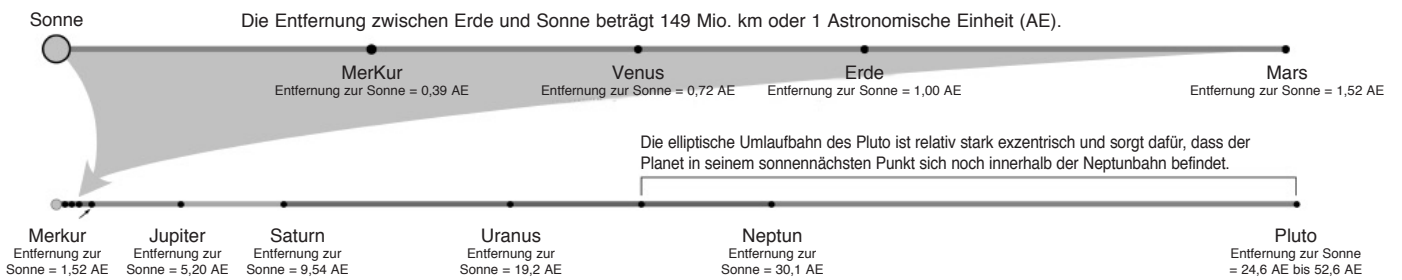 Sonne
Die Entfernung zwischen Erde und Sonne beträgt 149 Mio. km oder 1 Astronomische Einheit (AE).
MerKur
Entfernung zur Sonne = 0,39 AE
Venus
Entfernung zur Sonne = 0,72 AE
Erde
Entfernung zur Sonne = 1,00 AE
Mars
Entfernung zur Sonne = 1,52 AE
Die elliptische Umlaufbahn des Pluto ist relativ stark exzentrisch und sorgt dafür, dass der
Planet in seinem sonnennächsten Punkt sich noch innerhalb der Neptunbahn befindet.
Merkur
Entfernung zur
Sonne = 1,52 AE
Jupiter
Entfernung zur
Sonne = 5,20 AE
Saturn
Entfernung zur
Sonne = 9,54 AE
Uranus
Entfernung zur
Sonne = 19,2 AE
Neptun
Entfernung zur
Sonne = 30,1 AE
Pluto
Entfernung zur Sonne
= 24,6 AE bis 52,6 AE